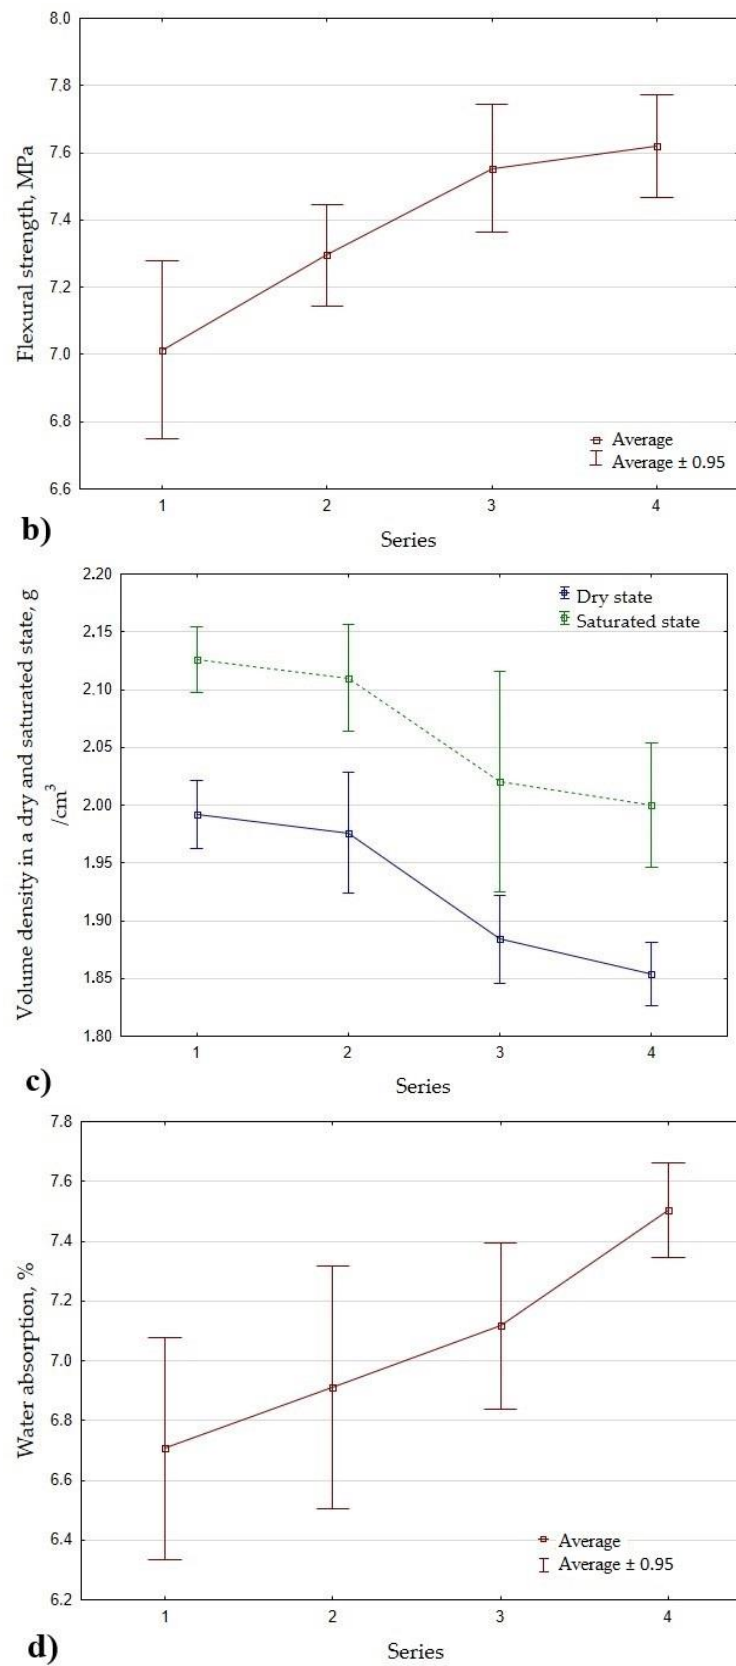 8.0
7.8
7.6
7.4
7.2
7.0
6.8
6.6
Flexural strength, MPa
Average
Average ± 0.95
1 2 3 4
Series
b)
2.20
2.15
2.10
2.05
2.00
1.95
1.90
1.85
1.80
Volume density in a dry and saturated state, g
/cm³
Dry state
Saturated state
1 2 3 4
Series
c)
7.8
7.6
7.4
7.2
7.0
6.8
6.6
6.4
6.2
Water absorption, %
Average
Average ± 0.95
1 2 3 4
Series
d)